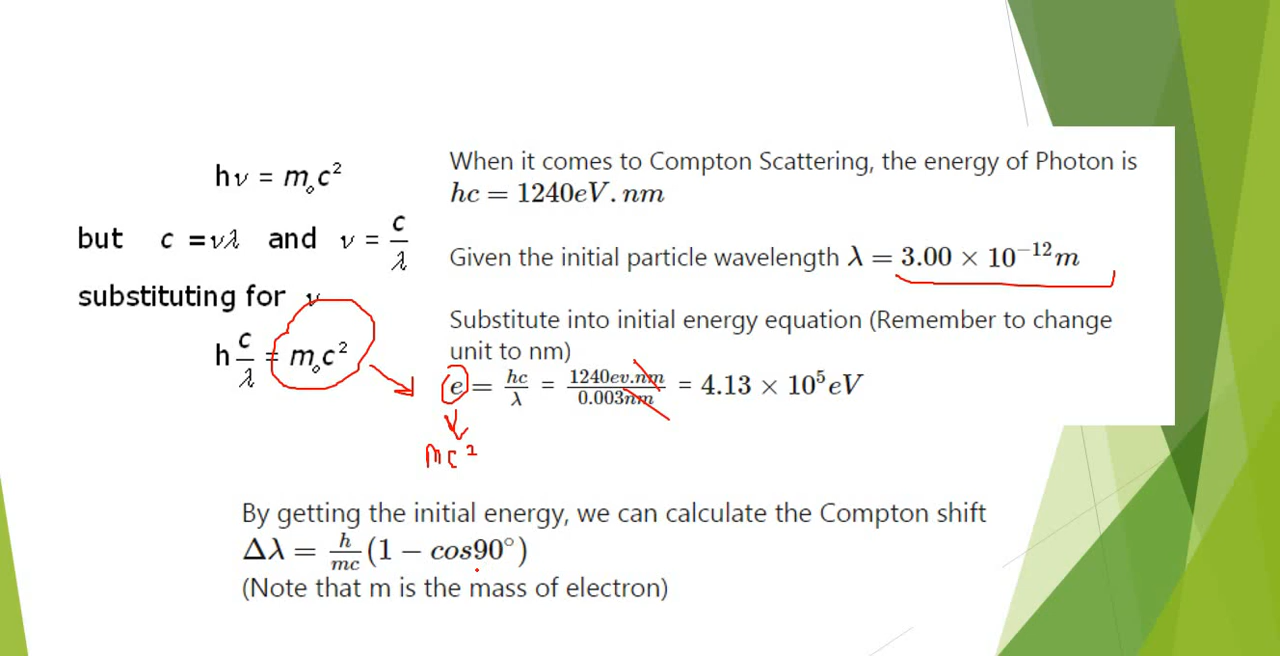 hν = m₀c²
but c = νλ and ν = c/λ
substituting for ν
h c/λ = m₀c²
When it comes to Compton Scattering, the energy of Photon is
hc = 1240eV.nm
Given the initial particle wavelength λ = 3.00 × 10⁻¹²m
Substitute into initial energy equation (Remember to change
unit to nm)
e = hc/λ = 1240ev.nm/0.003nm = 4.13 × 10⁵eV
mc²
By getting the initial energy, we can calculate the Compton shift
Δλ = h/mc (1 − cos90°)
(Note that m is the mass of electron)